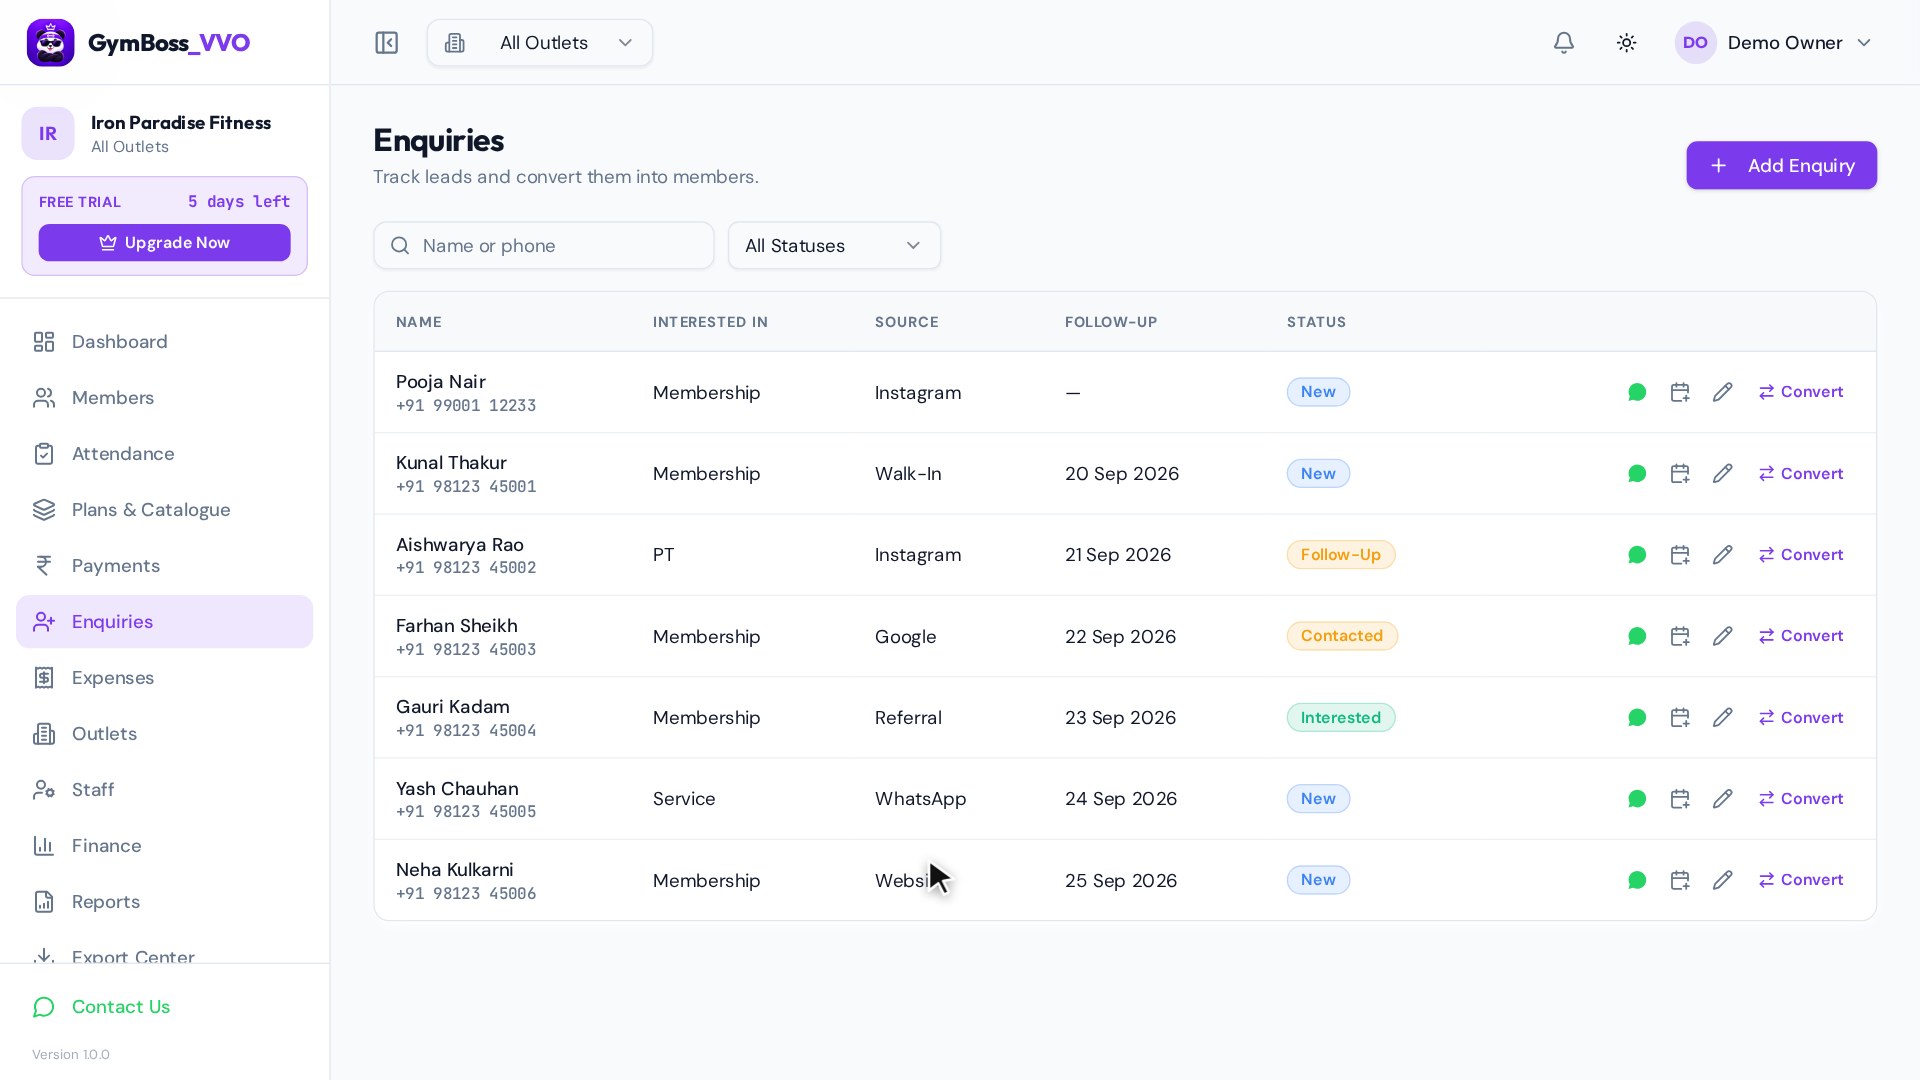 GymBoss_VVO
All Outlets
DO
Demo Owner
IR
Iron Paradise Fitness
All Outlets
FREE TRIAL
5 days left
Upgrade Now
Dashboard
Members
Attendance
Plans & Catalogue
Payments
Enquiries
Expenses
Outlets
Staff
Finance
Reports
Export Center
Contact Us
Version 1.0.0
Enquiries
Track leads and convert them into members.
Add Enquiry
Name or phone
All Statuses
NAME INTERESTED IN SOURCE FOLLOW-UP STATUS
Pooja Nair
+91 99001 12233
Membership Instagram — New Convert
Kunal Thakur
+91 98123 45001
Membership Walk-In 20 Sep 2026 New Convert
Aishwarya Rao
+91 98123 45002
PT Instagram 21 Sep 2026 Follow-Up Convert
Farhan Sheikh
+91 98123 45003
Membership Google 22 Sep 2026 Contacted Convert
Gauri Kadam
+91 98123 45004
Membership Referral 23 Sep 2026 Interested Convert
Yash Chauhan
+91 98123 45005
Service WhatsApp 24 Sep 2026 New Convert
Neha Kulkarni
+91 98123 45006
Membership 25 Sep 2026 New Convert